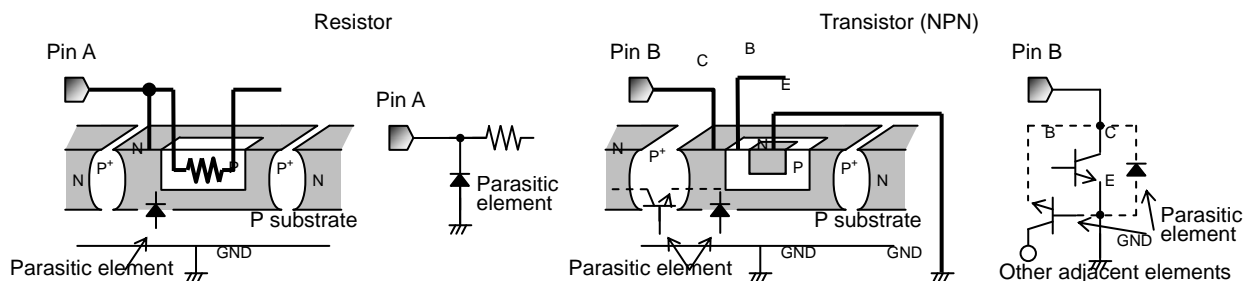 Resistor
Transistor (NPN)
Pin A
Pin B
C
B
E
Pin B
Pin A
N
P+
N
P
P+
N
Parasitic
element
P substrate
GND
Parasitic element
N
P+
N
N
P
P+
N
P substrate
GND
GND
Parasitic element
B
C
E
Parasitic
element
GND
Other adjacent elements